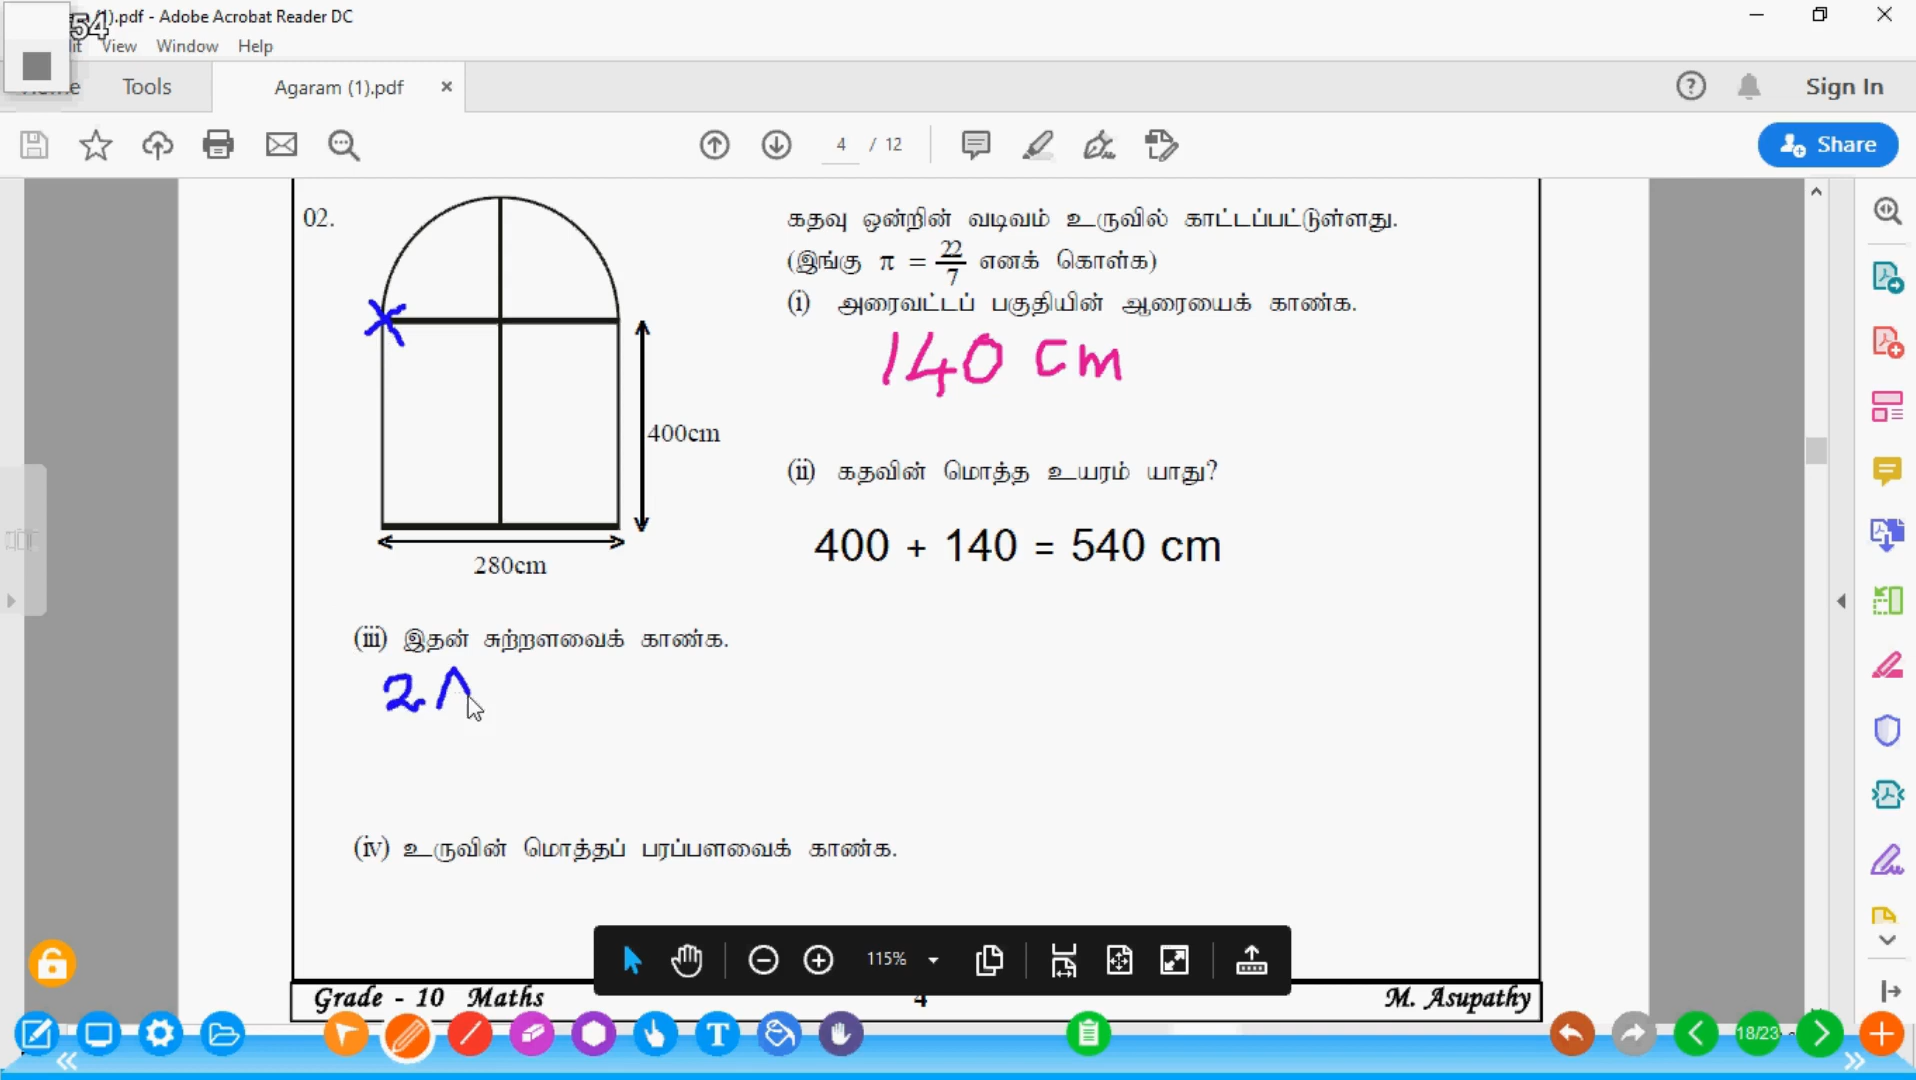 54
(1).pdf - Adobe Acrobat Reader DC
View Window Help
Tools
Agaram (1).pdf
×
Sign In
4 / 12
Share
02.
கதவு ஒன்றின் வடிவம் உருவில் காட்டப்பட்டுள்ளது.
(இங்கு π = 22/7 எனக் கொள்க)
(i) அரைவட்டப் பகுதியின் ஆரையைக் காண்க.
140 cm
400cm
(ii) கதவின் மொத்த உயரம் யாது?
400 + 140 = 540 cm
280cm
(iii) இதன் சுற்றளவைக் காண்க.
2
(iv) உருவின் மொத்தப் பரப்பளவைக் காண்க.
115%
Grade - 10 Maths
4
M. Asupathy
T
18/23